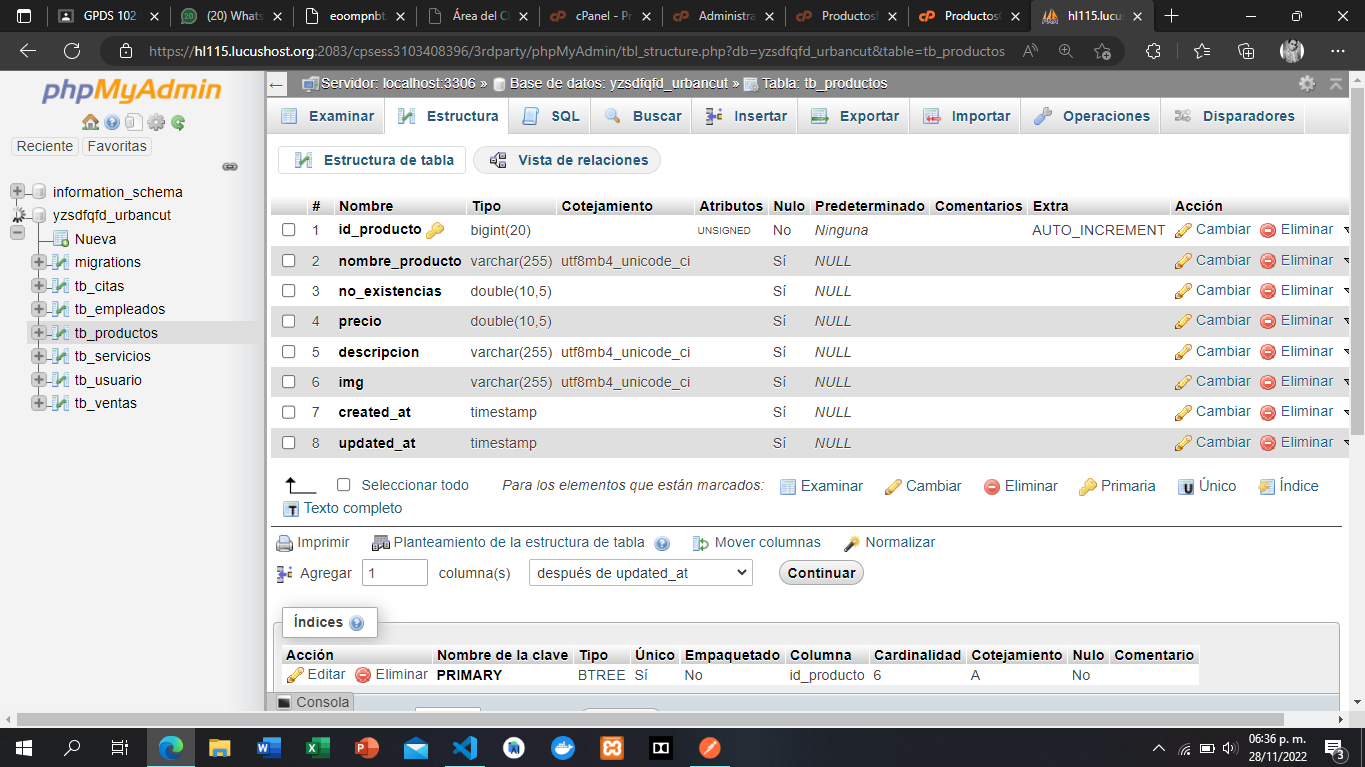 GPDS 102
(20) Whats
eoompnbt
Área del Cl
cPanel - Pr
Administra
Productos
Productos
hl115.lucus
https://hl115.lucushost.org:2083/cpsess3103408396/3rdparty/phpMyAdmin/tbl_structure.php?db=yzsdfqfd_urbancut&table=tb_productos
phpMyAdmin
Reciente Favoritas
information_schema
yzsdfqfd_urbancut
Nueva
migrations
tb_citas
tb_empleados
tb_productos
tb_servicios
tb_usuario
tb_ventas
Servidor: localhost:3306 » Base de datos: yzsdfqfd_urbancut » Tabla: tb_productos
Examinar Estructura SQL Buscar Insertar Exportar Importar Operaciones Disparadores
Estructura de tabla Vista de relaciones
# Nombre Tipo Cotejamiento Atributos Nulo Predeterminado Comentarios Extra Acción
1 id_producto bigint(20) UNSIGNED No Ninguna AUTO_INCREMENT Cambiar Eliminar
2 nombre_producto varchar(255) utf8mb4_unicode_ci Sí NULL Cambiar Eliminar
3 no_existencias double(10,5) Sí NULL Cambiar Eliminar
4 precio double(10,5) Sí NULL Cambiar Eliminar
5 descripcion varchar(255) utf8mb4_unicode_ci Sí NULL Cambiar Eliminar
6 img varchar(255) utf8mb4_unicode_ci Sí NULL Cambiar Eliminar
7 created_at timestamp Sí NULL Cambiar Eliminar
8 updated_at timestamp Sí NULL Cambiar Eliminar
Seleccionar todo Para los elementos que están marcados: Examinar Cambiar Eliminar Primaria Único Índice
Texto completo
Imprimir Planteamiento de la estructura de tabla Mover columnas Normalizar
Agregar 1 columna(s) después de updated_at Continuar
Índices
Acción Nombre de la clave Tipo Único Empaquetado Columna Cardinalidad Cotejamiento Nulo Comentario
Editar Eliminar PRIMARY BTREE Sí No id_producto 6 A No
Consola
06:36 p. m.
28/11/2022
3